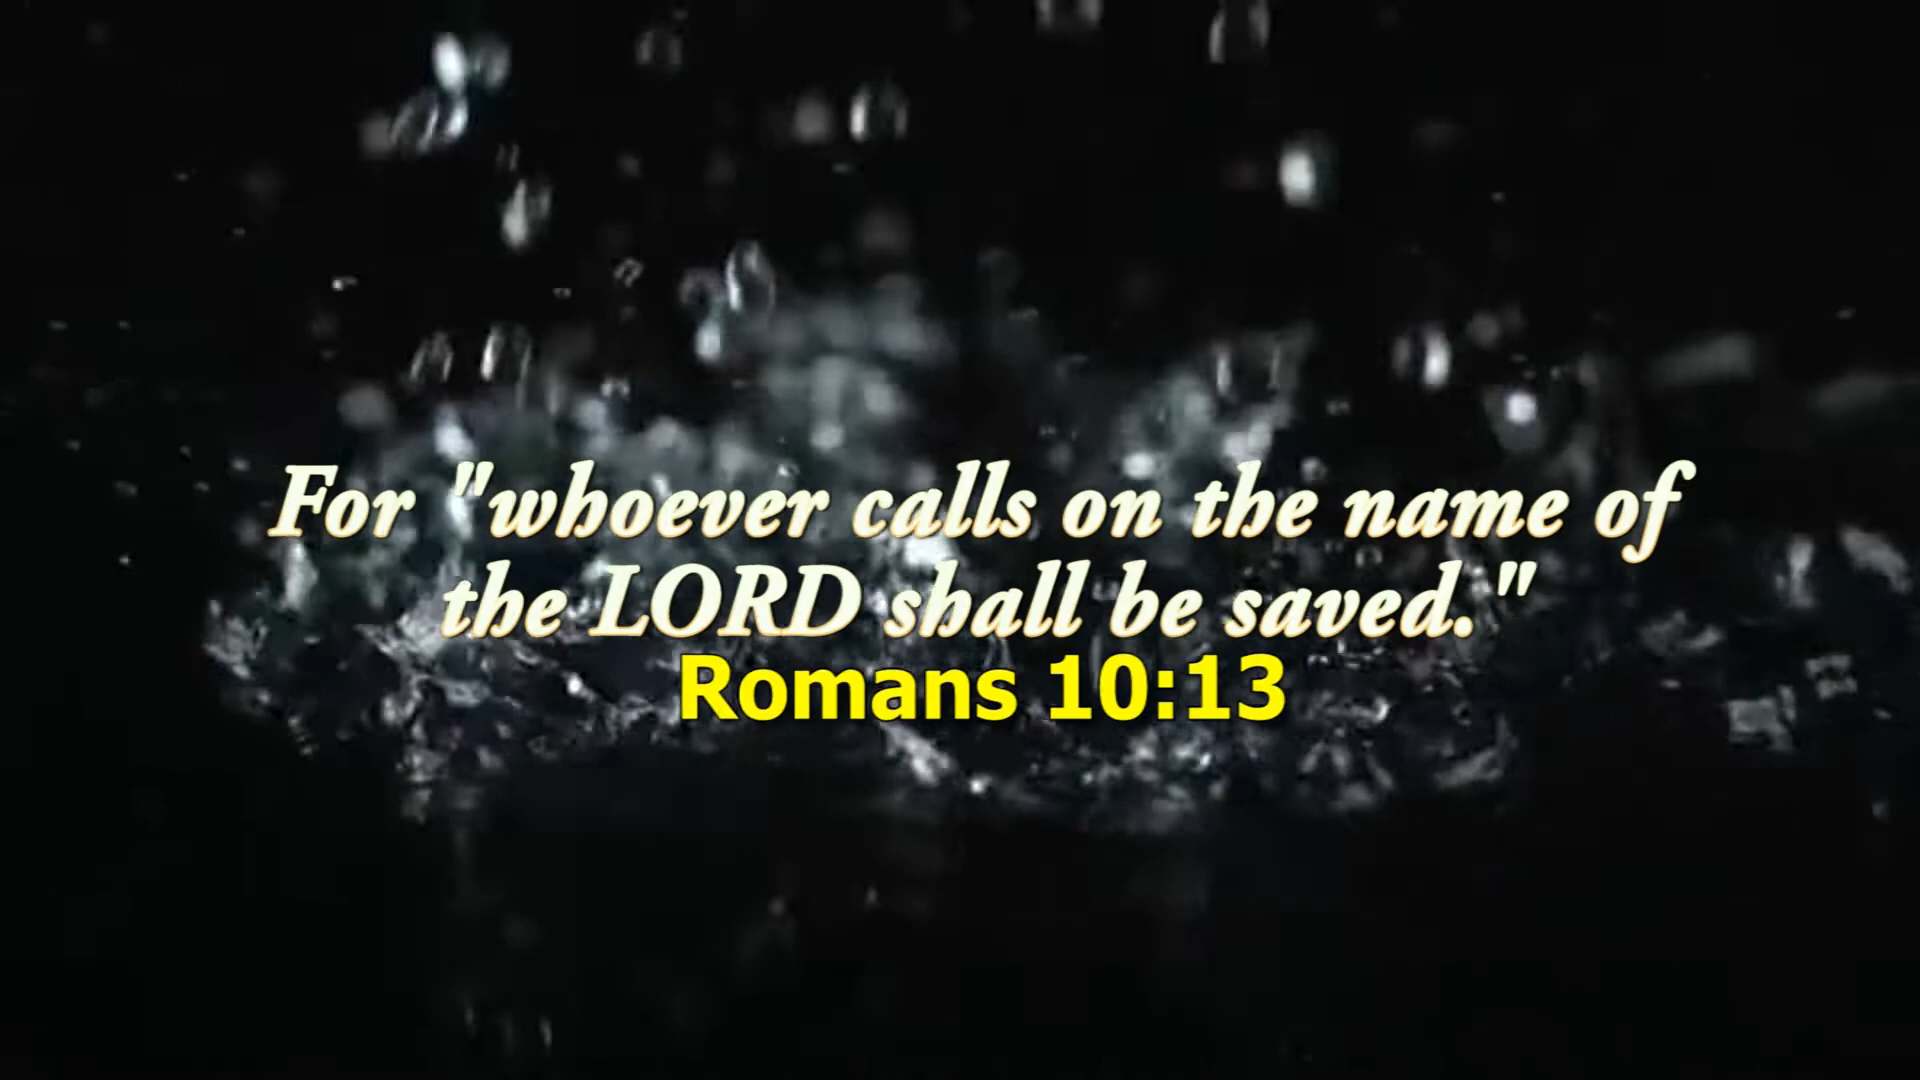 For "whoever calls on the name of
the LORD shall be saved."
Romans 10:13